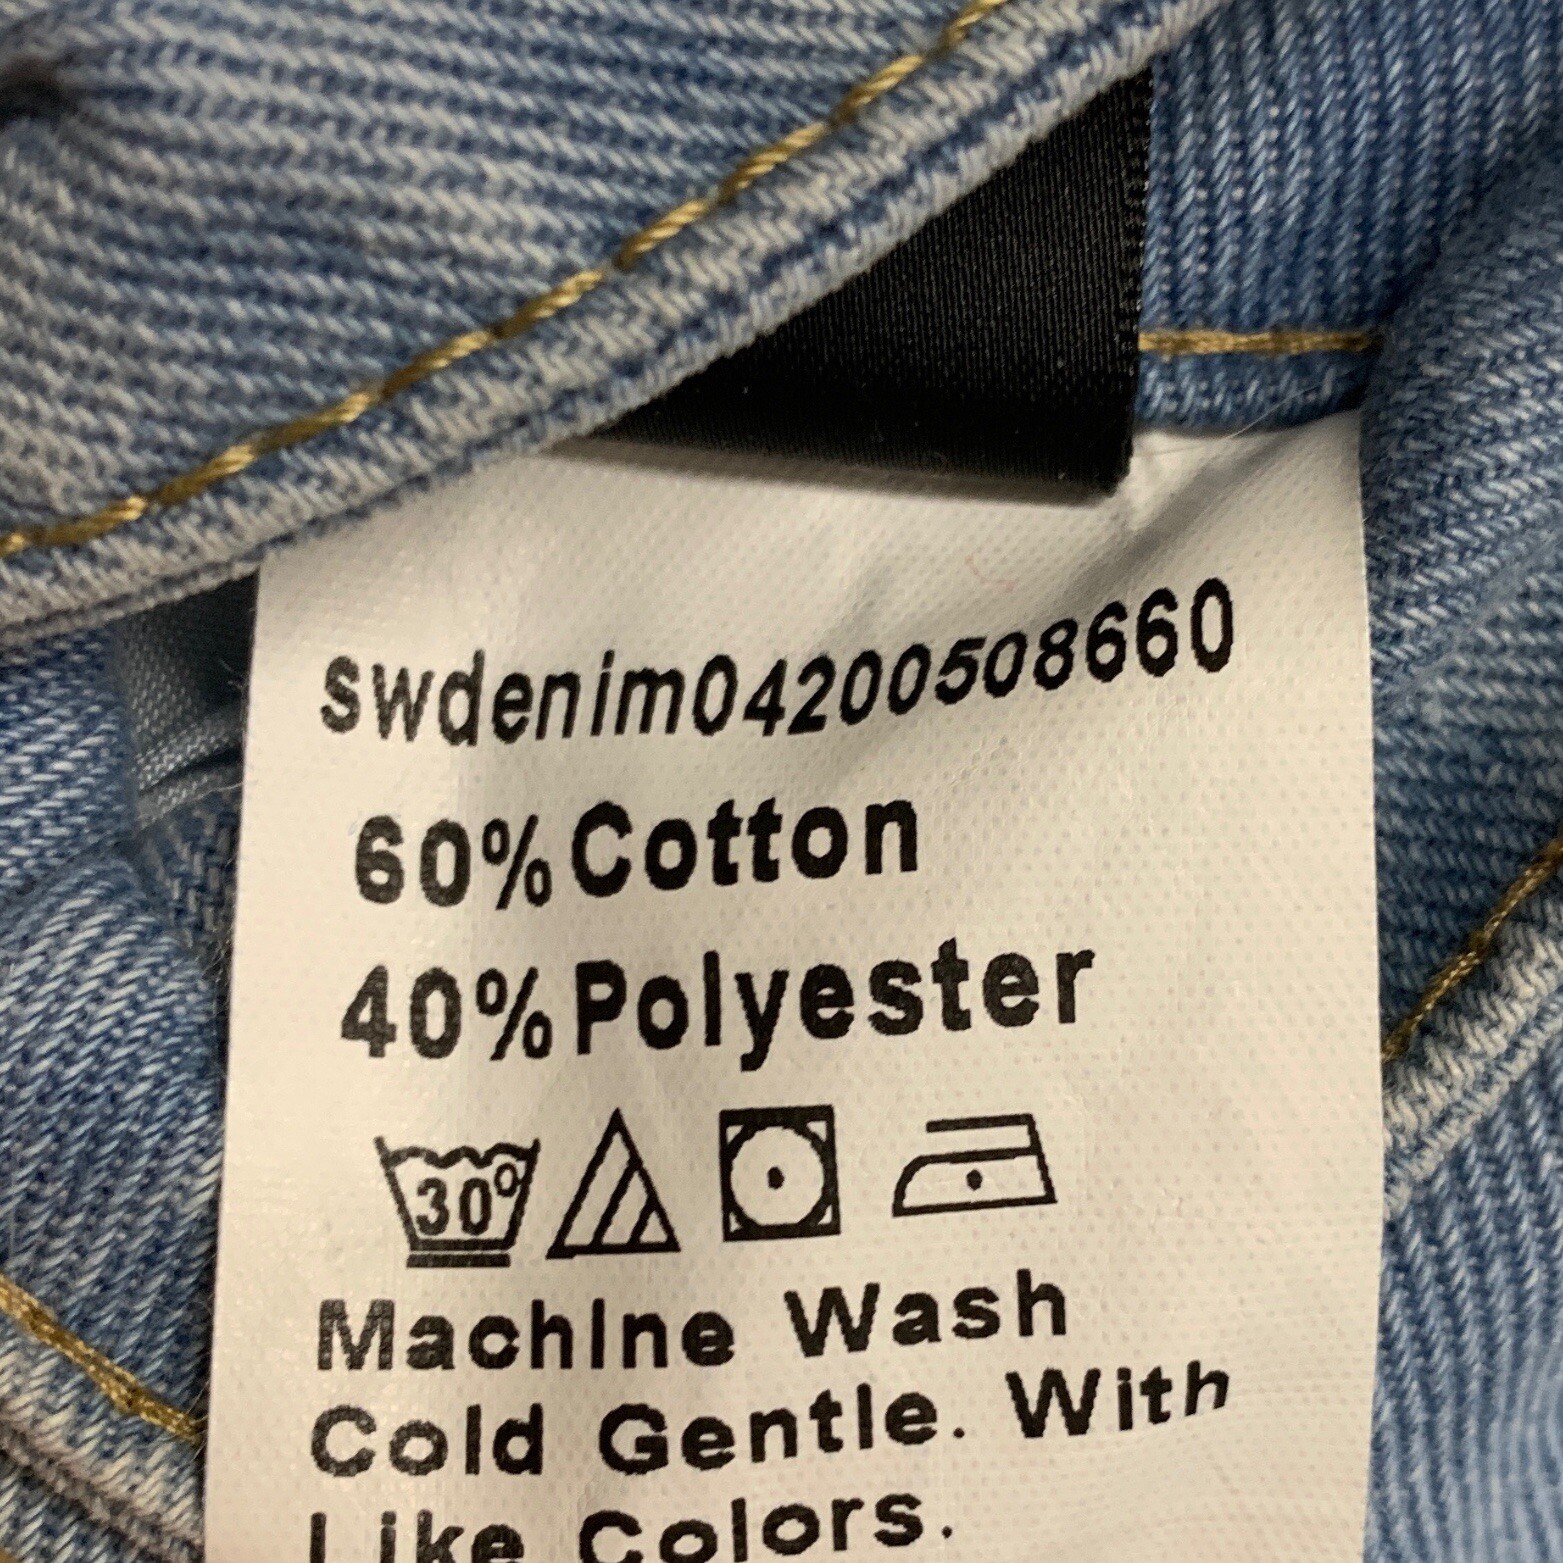 swdenim04200508660
60%Cotton
40%Polyester
30°
Machine Wash
Cold Gentle. With
Like Colors.